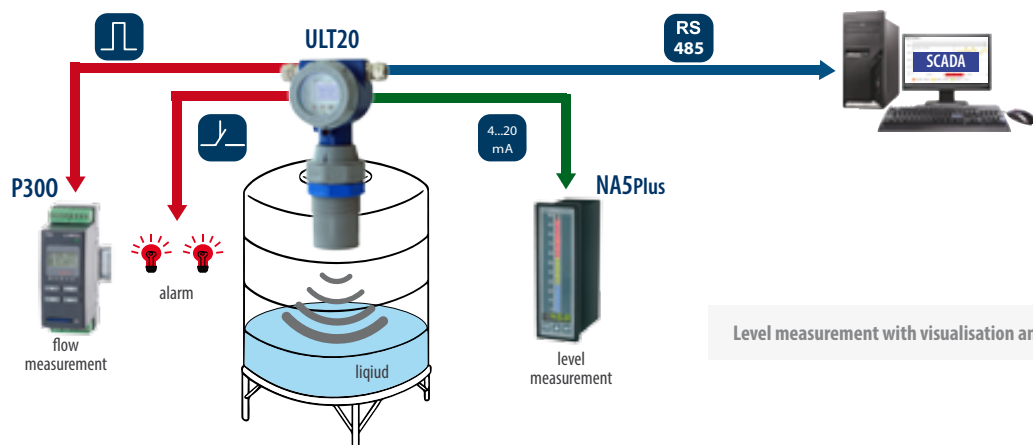 ULT20
RS
485
SCADA
4...20
mA
P300
NA5Plus
alarm
flow
measurement
liqiud
level
measurement
Level measurement with visualisation an